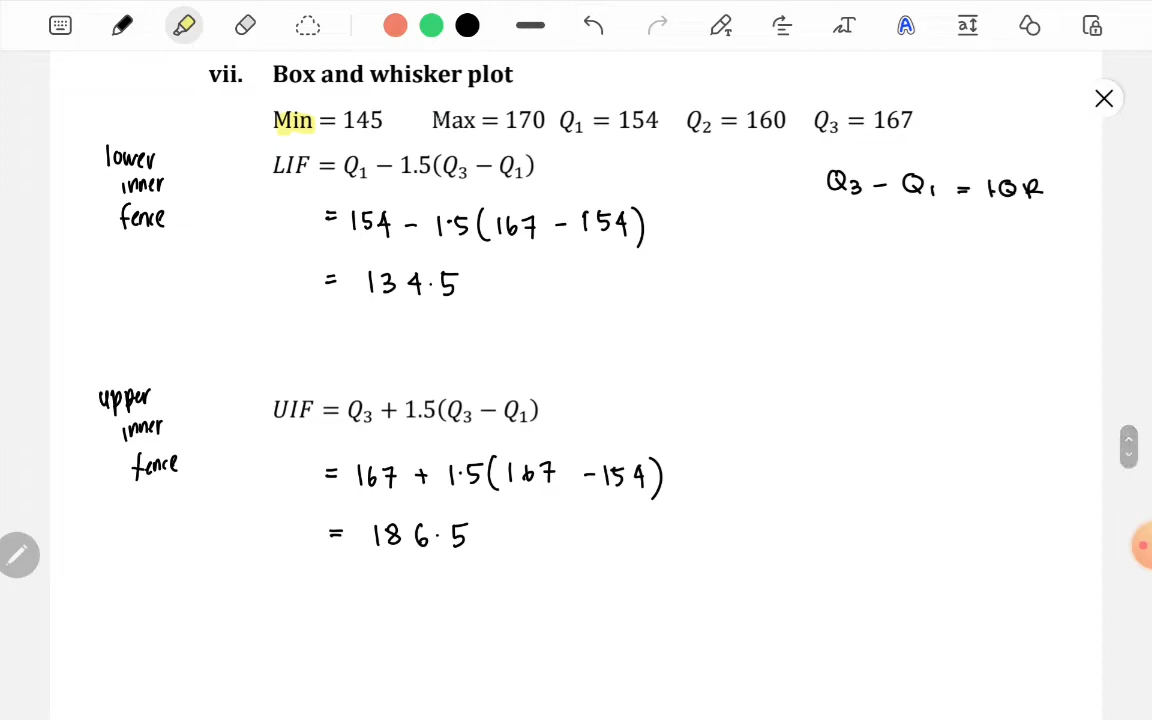 vii. Box and whisker plot
Min = 145 Max = 170 Q₁ = 154 Q₂ = 160 Q₃ = 167
lower
inner
fence
LIF = Q₁ − 1.5(Q₃ − Q₁)
Q₃ − Q₁ = IQR
= 154 − 1.5(167 − 154)
= 134.5
upper
inner
fence
UIF = Q₃ + 1.5(Q₃ − Q₁)
= 167 + 1.5(167 − 154)
= 186.5